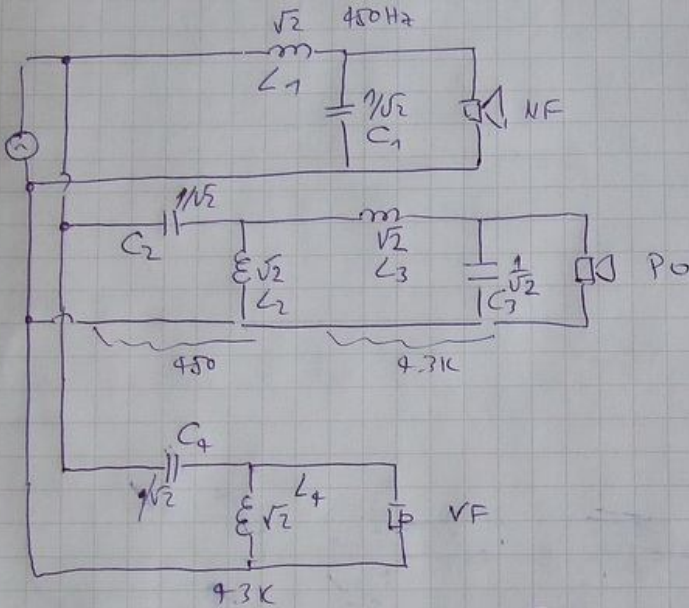 √2 450Hz
L1
1/√2
C1
NF
1/√2
C2
√2
L2
√2
L3
1/√2
C3
PO
450
4.3K
C4
1/√2
√2
L4
VF
4.3K